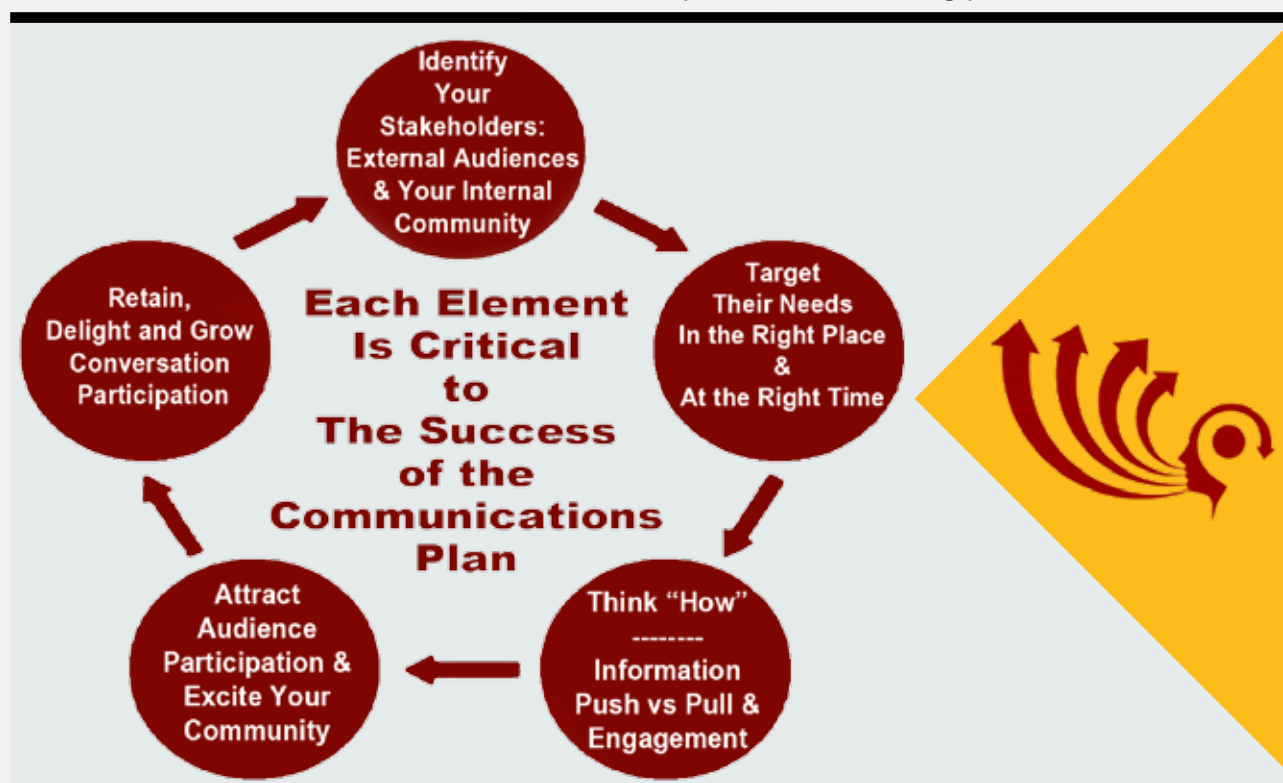 Identify
Your
Stakeholders:
External Audiences
& Your Internal
Community
Target
Their Needs
In the Right Place
&
At the Right Time
Think “How”
--------
Information
Push vs Pull &
Engagement
Attract
Audience
Participation &
Excite Your
Community
Retain,
Delight and Grow
Conversation
Participation
Each Element
Is Critical
to
The Success
of the
Communications
Plan